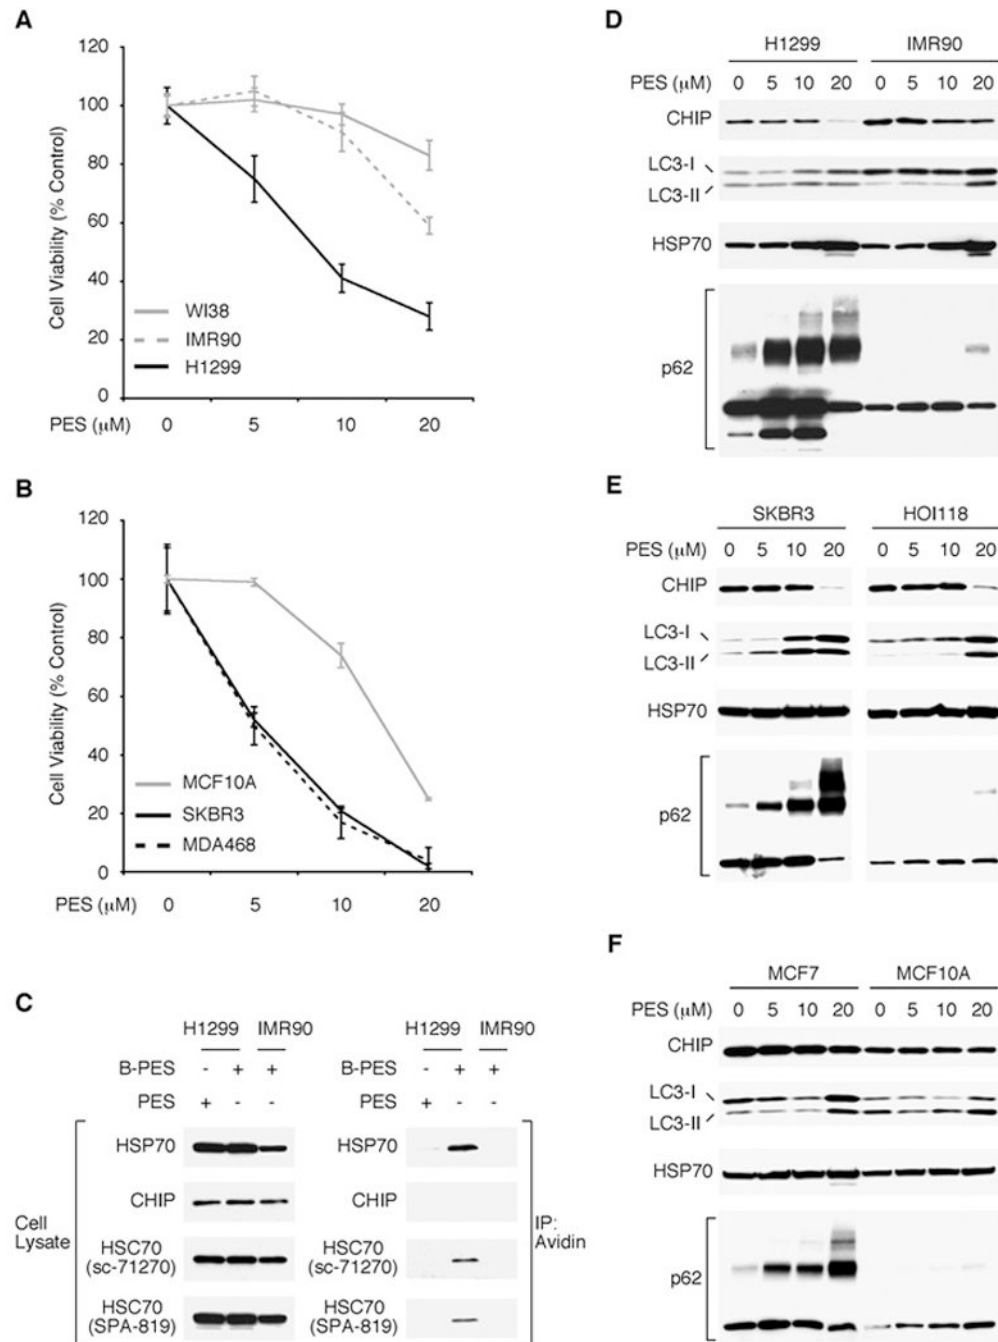 A
120
100
80
60
40
20
0
Cell Viability (% Control)
WI38
IMR90
H1299
PES (μM) 0 5 10 20
B
120
100
80
60
40
20
0
Cell Viability (% Control)
MCF10A
SKBR3
MDA468
PES (μM) 0 5 10 20
C
H1299 IMR90 H1299 IMR90
B-PES - + + B-PES - + +
PES + - - PES + - -
HSP70 HSP70
CHIP CHIP
Cell Lysate
IP: Avidin
HSC70 HSC70
(sc-71270) (sc-71270)
HSC70 HSC70
(SPA-819) (SPA-819)
D
H1299 IMR90
PES (μM) 0 5 10 20 0 5 10 20
CHIP
LC3-I
LC3-II
HSP70
p62
E
SKBR3 HOI118
PES (μM) 0 5 10 20 0 5 10 20
CHIP
LC3-I
LC3-II
HSP70
p62
F
MCF7 MCF10A
PES (μM) 0 5 10 20 0 5 10 20
CHIP
LC3-I
LC3-II
HSP70
p62